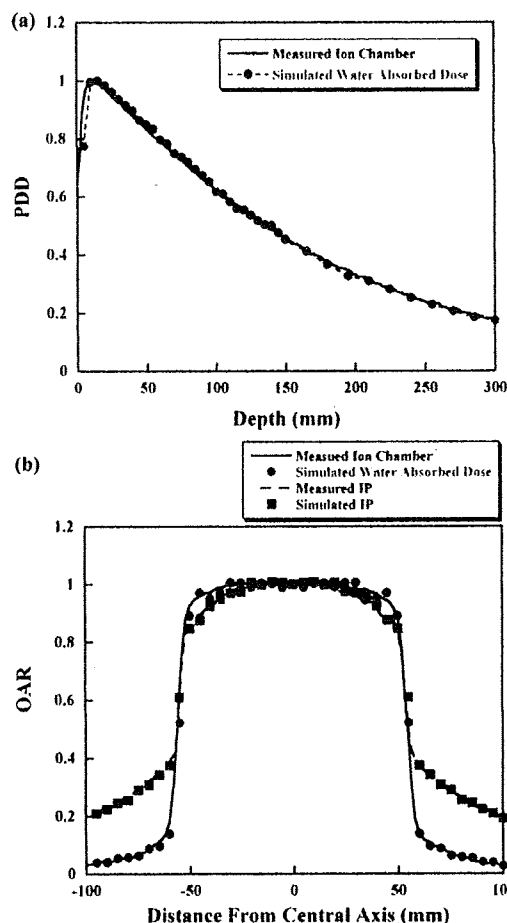 (a)
1.2
1
0.8
0.6
0.4
0.2
0
PDD
Measured Ion Chamber
Simulated Water Absorbed Dose
0 50 100 150 200 250 300
Depth (mm)
(b)
Measued Ion Chamber
Simulated Water Absorbed Dose
Measured IP
Simulated IP
1.2
1
0.8
0.6
0.4
0.2
0
OAR
-100 -50 0 50 100
Distance From Central Axis (mm)